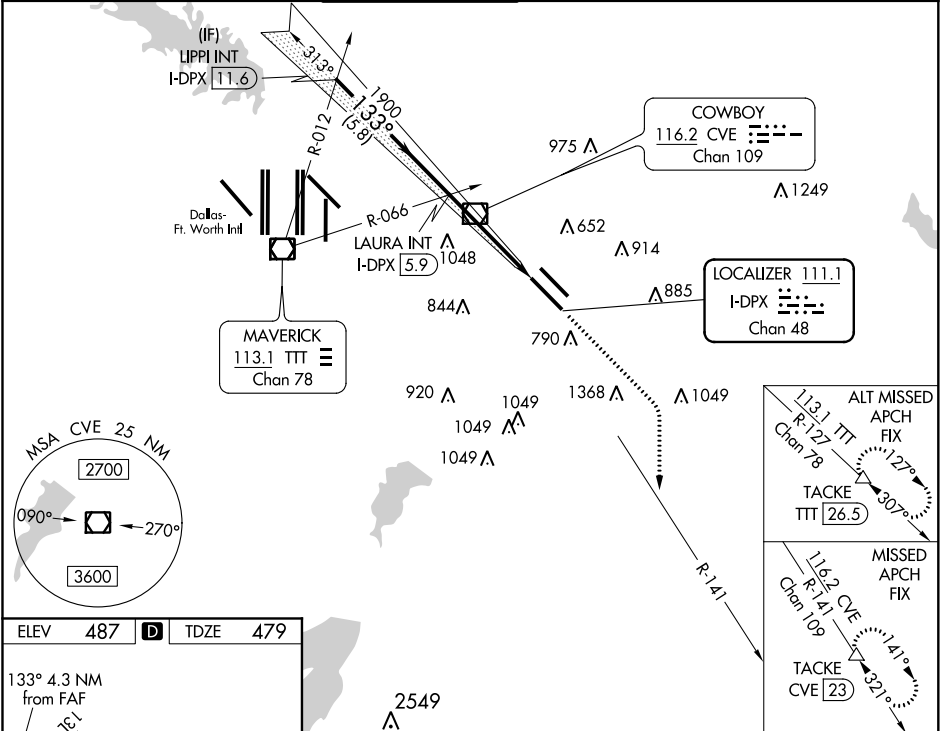 (IF)
LIPPI INT
I-DPX 11.6
313°
1900
133°
(5.8)
R-012
R-066
Dallas-
Ft. Worth Intl
LAURA INT
I-DPX 5.9
COWBOY
116.2 CVE
Chan 109
975
1249
652
914
1048
885
844
790
LOCALIZER 111.1
I-DPX
Chan 48
MAVERICK
113.1 TTT
Chan 78
920
1368
1049
1049
1049
1049
R-141
MSA CVE 25 NM
2700
090°
270°
3600
ALT MISSED
APCH
FIX
113.1 TTT
R-127
Chan 78
127°
307°
TACKE
TTT 26.5
MISSED
APCH
FIX
116.2 CVE
R-141
Chan 109
141°
321°
TACKE
CVE 23
ELEV 487 D TDZE 479
133° 4.3 NM
from FAF
13L
2549